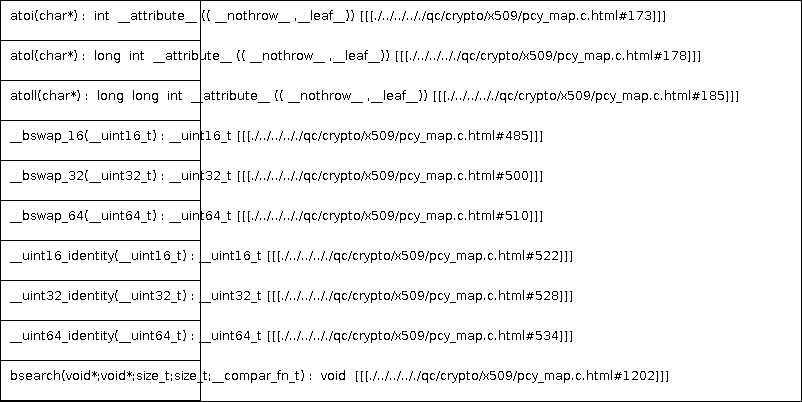 atoi(char*) : int __attribute__ (( __nothrow__ ,__leaf__)) [[[./../../../../qc/crypto/x509/pcy_map.c.html#173]]]
atol(char*) : long int __attribute__ (( __nothrow__ ,__leaf__)) [[[./../../../../qc/crypto/x509/pcy_map.c.html#178]]]
atoll(char*) : long long int __attribute__ (( __nothrow__ ,__leaf__)) [[[./../../../../qc/crypto/x509/pcy_map.c.html#185]]]
__bswap_16(__uint16_t) : __uint16_t [[[./../../../../qc/crypto/x509/pcy_map.c.html#485]]]
__bswap_32(__uint32_t) : __uint32_t [[[./../../../../qc/crypto/x509/pcy_map.c.html#500]]]
__bswap_64(__uint64_t) : __uint64_t [[[./../../../../qc/crypto/x509/pcy_map.c.html#510]]]
__uint16_identity(__uint16_t) : __uint16_t [[[./../../../../qc/crypto/x509/pcy_map.c.html#522]]]
__uint32_identity(__uint32_t) : __uint32_t [[[./../../../../qc/crypto/x509/pcy_map.c.html#528]]]
__uint64_identity(__uint64_t) : __uint64_t [[[./../../../../qc/crypto/x509/pcy_map.c.html#534]]]
bsearch(void*;void*;size_t;size_t;__compar_fn_t) : void [[[./../../../../qc/crypto/x509/pcy_map.c.html#1202]]]